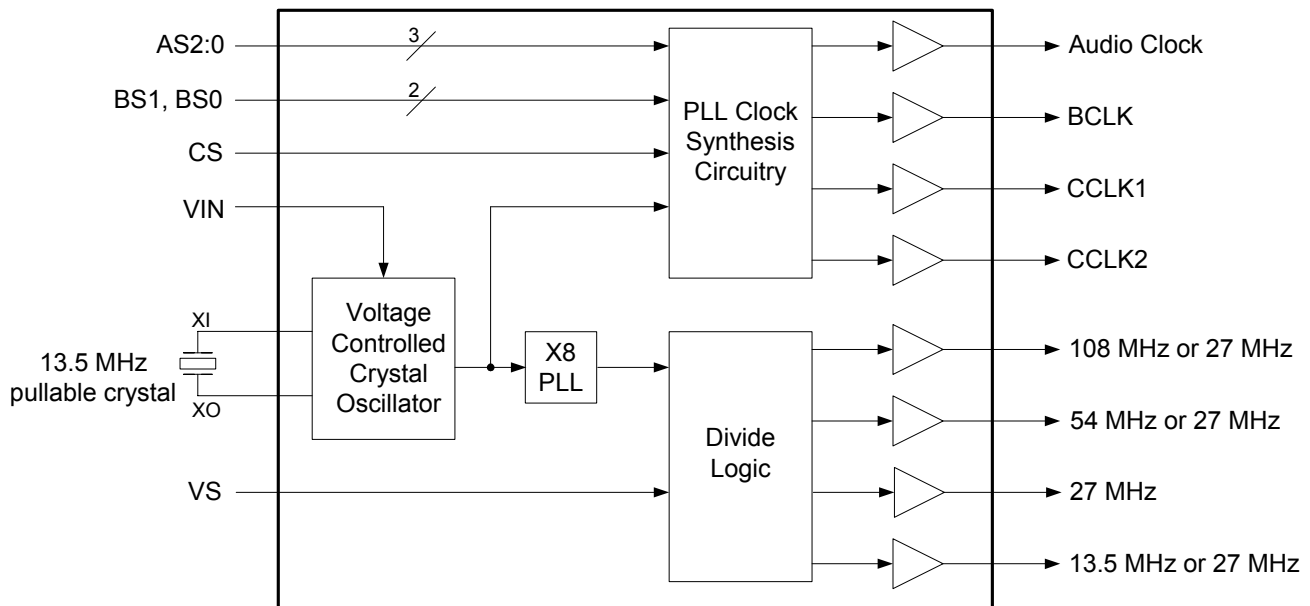 AS2:0
3
BS1, BS0
2
CS
VIN
PLL Clock
Synthesis
Circuitry
Audio Clock
BCLK
CCLK1
CCLK2
XI
13.5 MHz
pullable crystal
XO
Voltage
Controlled
Crystal
Oscillator
X8
PLL
VS
Divide
Logic
108 MHz or 27 MHz
54 MHz or 27 MHz
27 MHz
13.5 MHz or 27 MHz